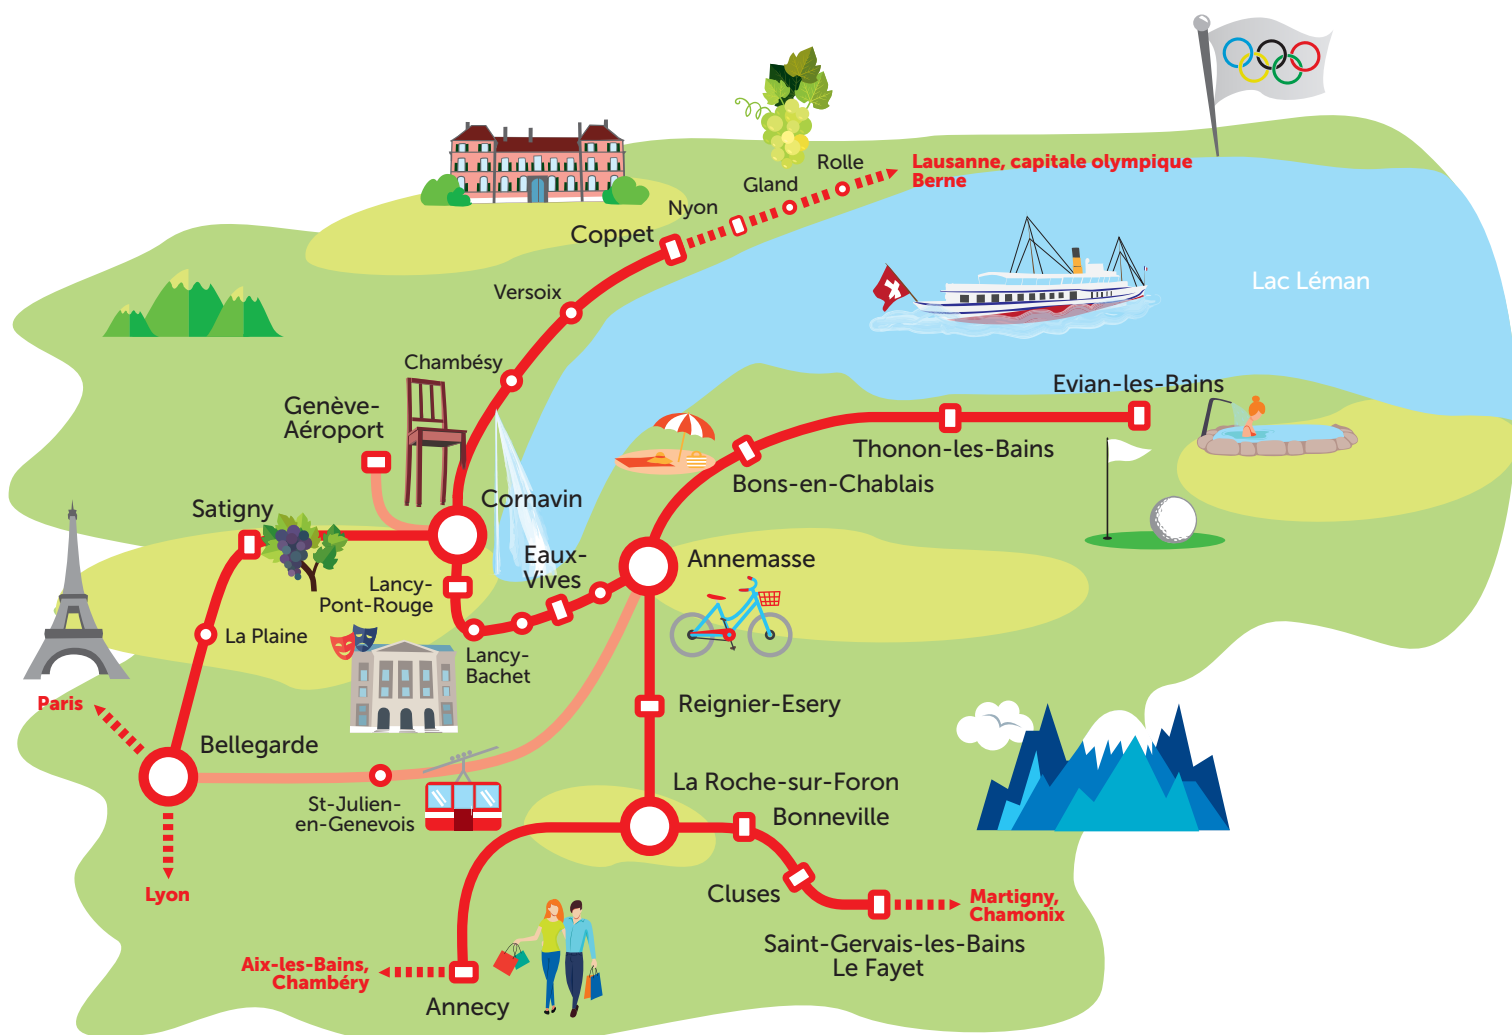 Rolle
Lausanne, capitale olympique
Berne
Gland
Nyon
Coppet
Lac Léman
Versoix
Chambésy
Evian-les-Bains
Genève-
Aéroport
Thonon-les-Bains
Bons-en-Chablais
Cornavin
Satigny
Eaux-
Vives
Annemasse
Lancy-
Pont-Rouge
La Plaine
Lancy-
Bachet
Paris
Reignier-Esery
Bellegarde
La Roche-sur-Foron
St-Julien-
en-Genevois
Bonneville
Lyon
Cluses
Martigny,
Chamonix
Saint-Gervais-les-Bains
Le Fayet
Aix-les-Bains,
Chambéry
Annecy